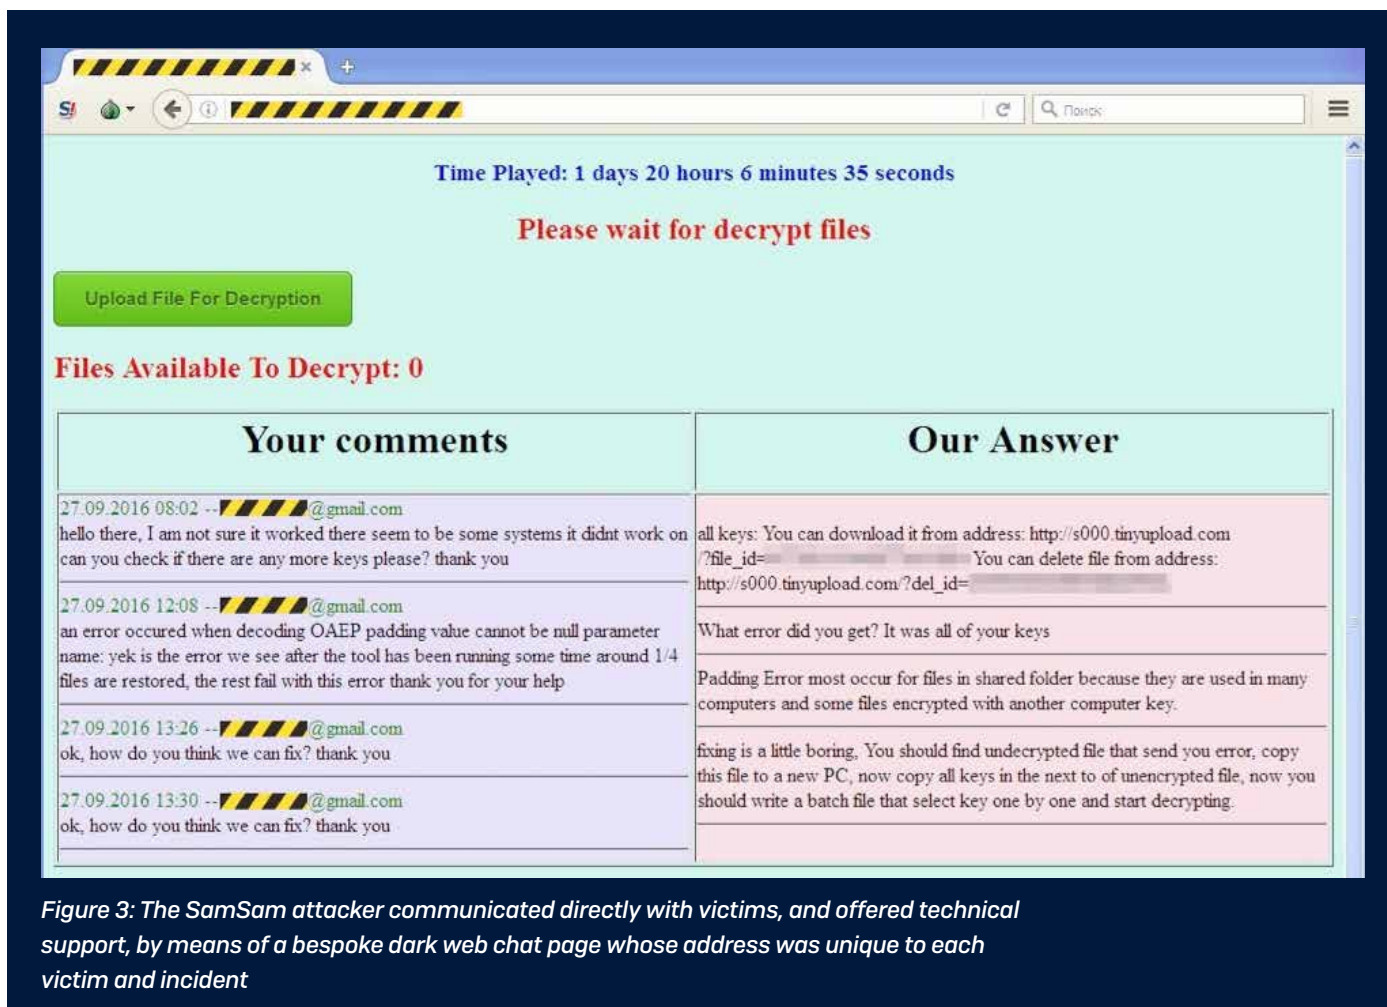 Поиск
Time Played: 1 days 20 hours 6 minutes 35 seconds
Please wait for decrypt files
Upload File For Decryption
Files Available To Decrypt: 0
Your comments
27.09.2016 08:02 --@gmail.com
hello there, I am not sure it worked there seem to be some systems it didnt work on
can you check if there are any more keys please? thank you
27.09.2016 12:08 --@gmail.com
an error occured when decoding OAEP padding value cannot be null parameter
name: yek is the error we see after the tool has been running some time around 1/4
files are restored, the rest fail with this error thank you for your help
27.09.2016 13:26 --@gmail.com
ok, how do you think we can fix? thank you
27.09.2016 13:30 --@gmail.com
ok, how do you think we can fix? thank you
Our Answer
all keys: You can download it from address: http://s000.tinyupload.com
/?file_id= You can delete file from address:
http://s000.tinyupload.com/?del_id=
What error did you get? It was all of your keys
Padding Error most occur for files in shared folder because they are used in many
computers and some files encrypted with another computer key.
fixing is a little boring, You should find undecrypted file that send you error, copy
this file to a new PC, now copy all keys in the next to of unencrypted file, now you
should write a batch file that select key one by one and start decrypting.
Figure 3: The SamSam attacker communicated directly with victims, and offered technical
support, by means of a bespoke dark web chat page whose address was unique to each
victim and incident